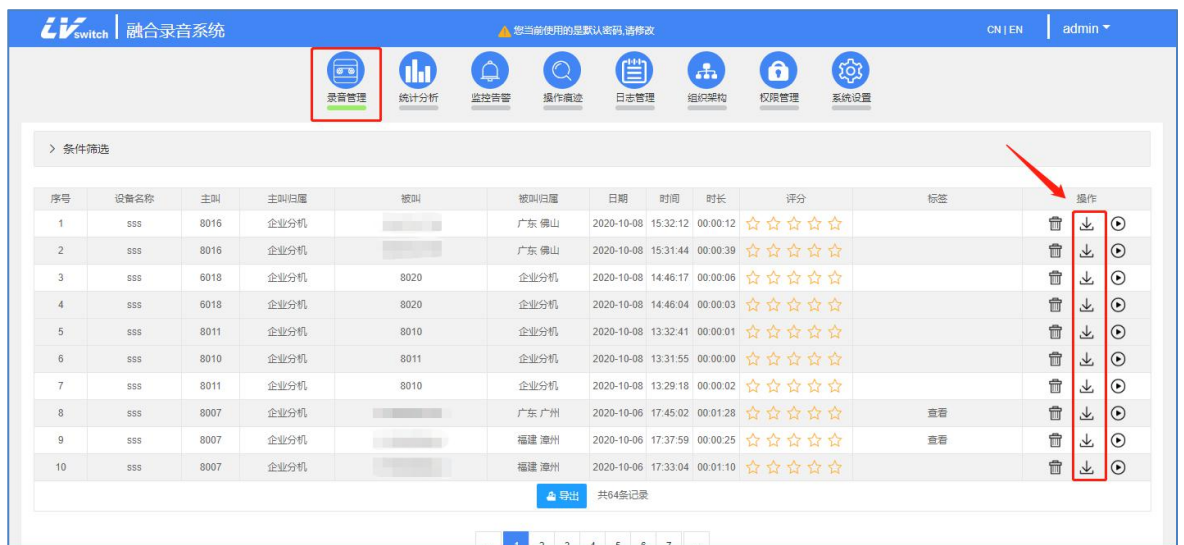 LVswitch 融合录音系统 您当前使用的是默认密码,请修改 CN | EN admin
录音管理 统计分析 监控告警 操作痕迹 日志管理 组织架构 权限管理 系统设置
条件筛选
序号 设备名称 主叫 主叫归属 被叫 被叫归属 日期 时间 时长 评分 标签 操作
1 sss 8016 企业分机 广东 佛山 2020-10-08 15:32:12 00:00:12
2 sss 8016 企业分机 广东 佛山 2020-10-08 15:31:44 00:00:39
3 sss 6018 企业分机 8020 企业分机 2020-10-08 14:46:17 00:00:06
4 sss 6018 企业分机 8020 企业分机 2020-10-08 14:46:04 00:00:03
5 sss 8011 企业分机 8010 企业分机 2020-10-08 13:32:41 00:00:01
6 sss 8010 企业分机 8011 企业分机 2020-10-08 13:31:55 00:00:00
7 sss 8011 企业分机 8010 企业分机 2020-10-08 13:29:18 00:00:02
8 sss 8007 企业分机 广东 广州 2020-10-06 17:45:02 00:01:28 查看
9 sss 8007 企业分机 福建 漳州 2020-10-06 17:37:59 00:00:25 查看
10 sss 8007 企业分机 福建 漳州 2020-10-06 17:33:04 00:01:10
导出 共64条记录
1 2 3 4 5 6 7